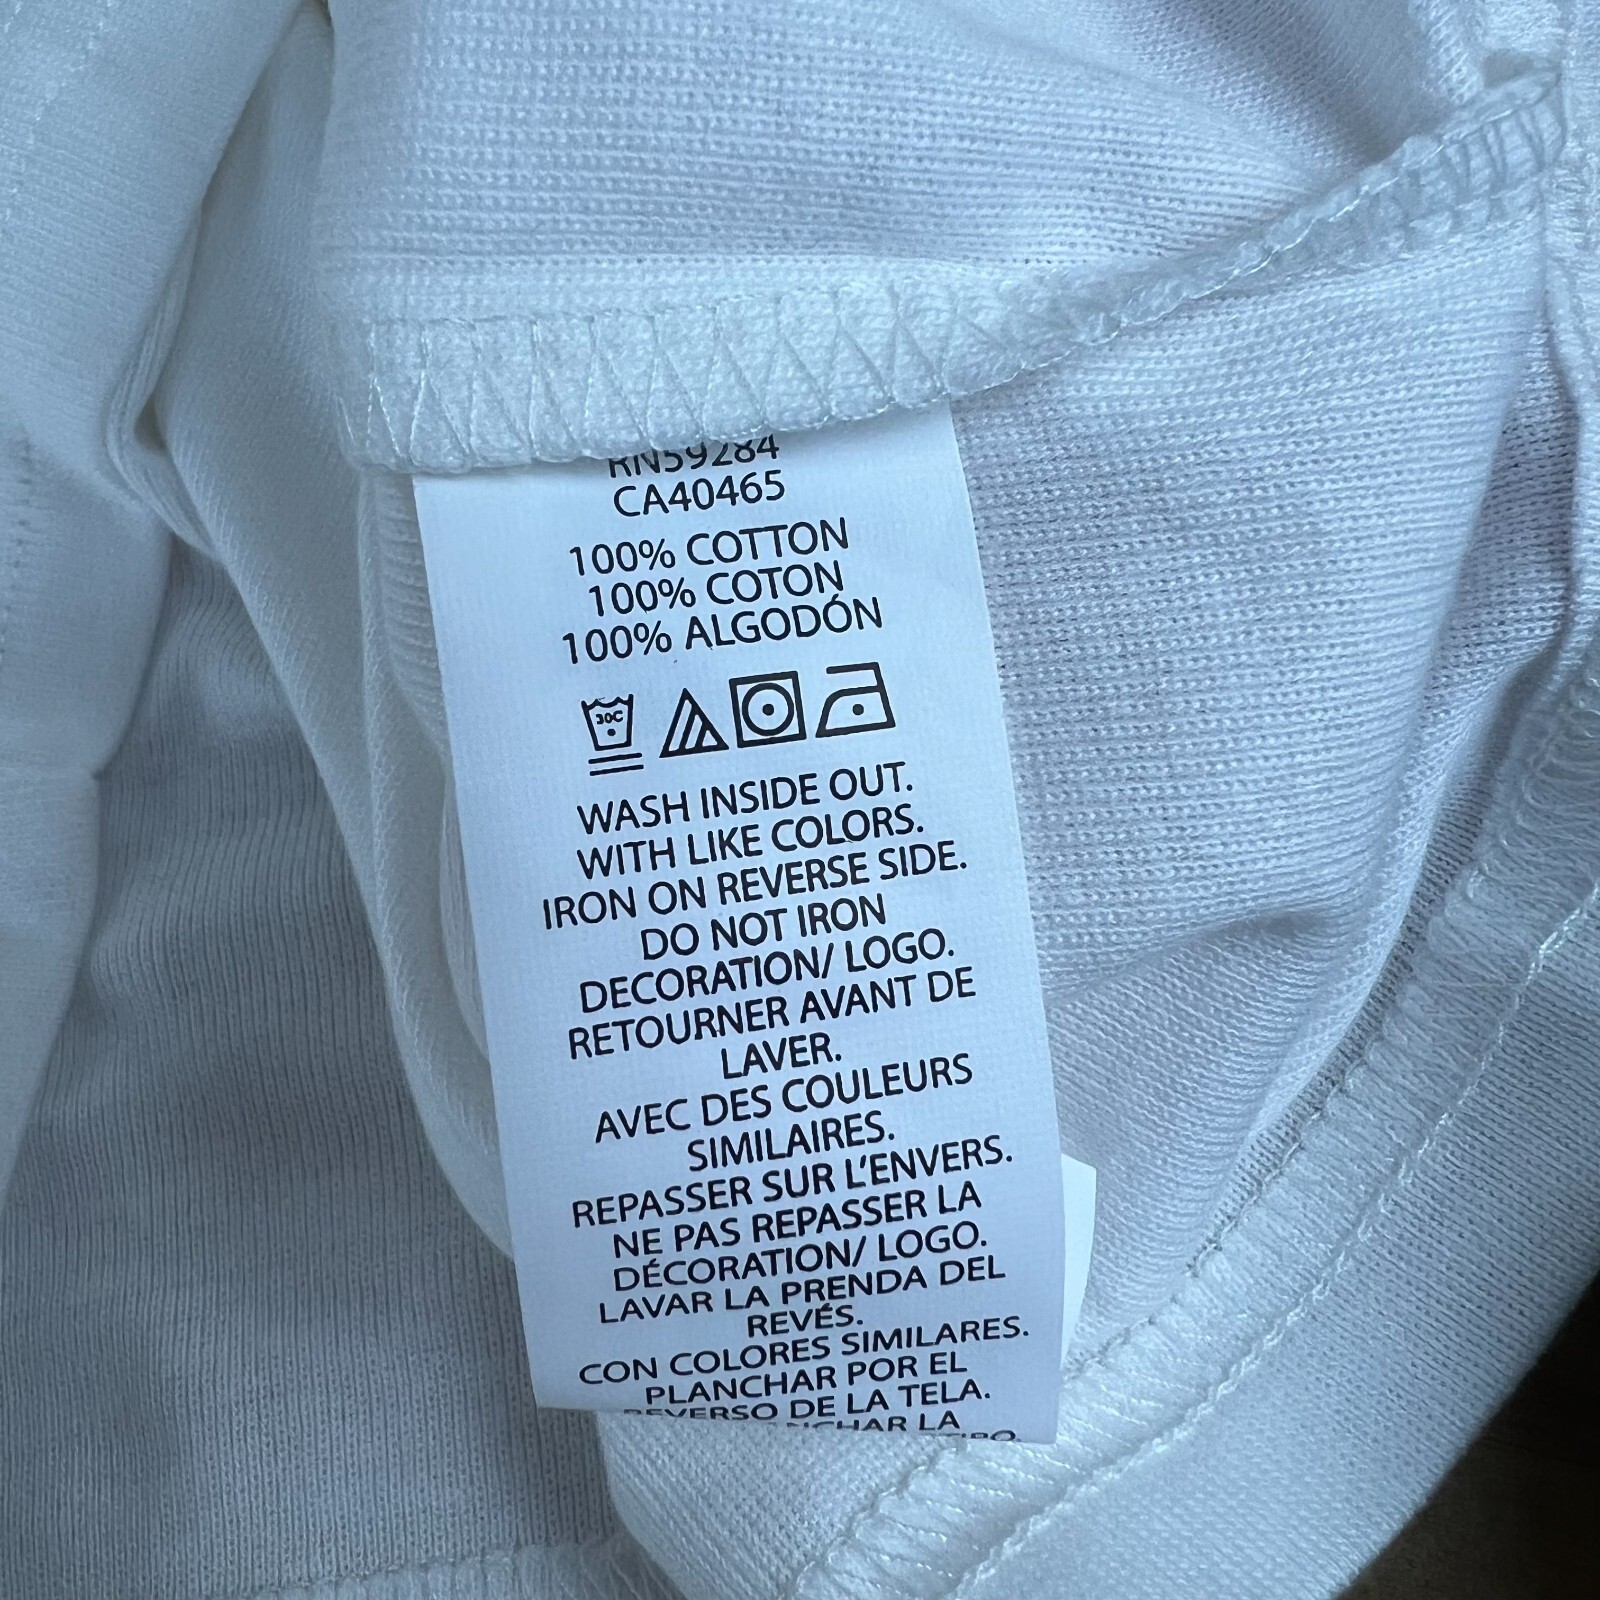 RN59284
CA40465
100% COTTON
100% COTON
100% ALGODÓN
30C
WASH INSIDE OUT.
WITH LIKE COLORS.
IRON ON REVERSE SIDE.
DO NOT IRON
DECORATION/ LOGO.
RETOURNER AVANT DE
LAVER.
AVEC DES COULEURS
SIMILAIRES.
REPASSER SUR L'ENVERS.
NE PAS REPASSER LA
DÉCORATION/ LOGO.
LAVAR LA PRENDA DEL
REVÉS.
CON COLORES SIMILARES.
PLANCHAR POR EL
REVERSO DE LA TELA.
LA